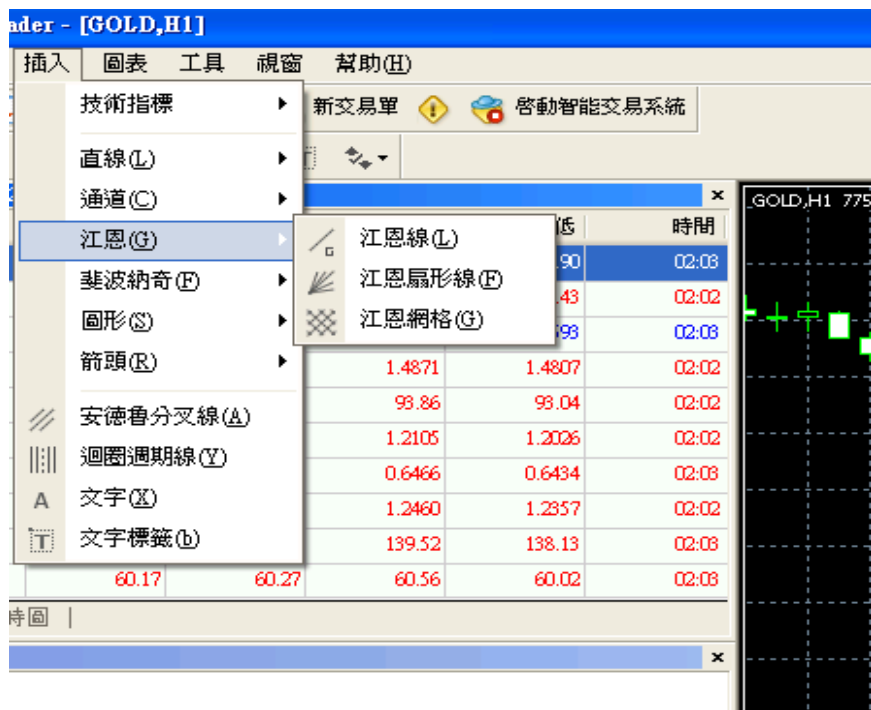 ader - [GOLD,H1]
插入 圖表 工具 視窗 幫助(H)
技術指標 新交易單 啓動智能交易系統
直線(L)
通道(C)
江恩(G)
斐波納奇(F)
圖形(S)
箭頭(R)
安德魯分叉線(A)
迴圈週期線(Y)
文字(X)
文字標籤(b)
江恩線(L)
江恩扇形線(F)
江恩網格(G)
低 時間
90 02:03
43 02:02
593 02:03
1.4871 1.4807 02:02
93.86 93.04 02:02
1.2105 1.2026 02:02
0.6466 0.6434 02:03
1.2460 1.2357 02:02
139.52 138.13 02:03
60.17 60.27 60.56 60.02 02:03
時圖
_GOLD,H1 775